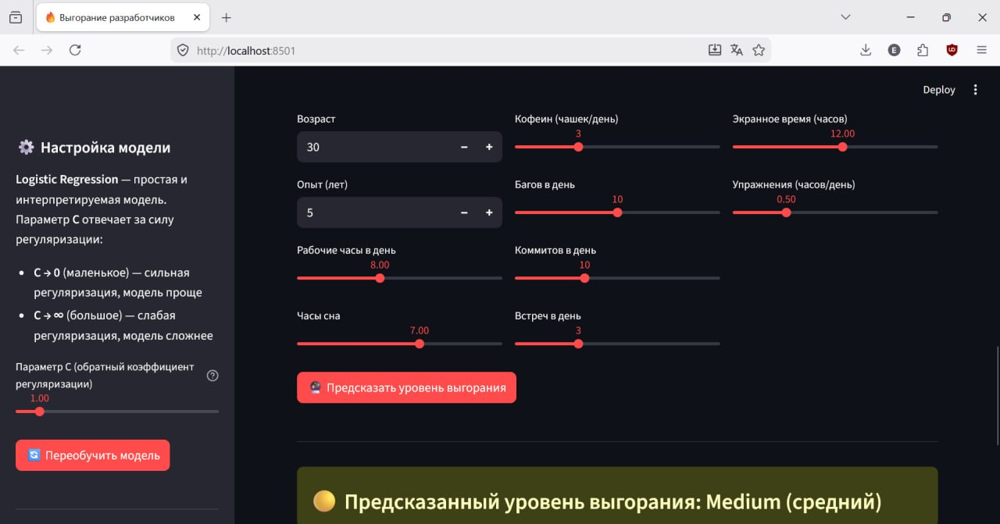 Выгорание разработчиков
http://localhost:8501
Deploy
Настройка модели
Logistic Regression — простая и
интерпретируемая модель.
Параметр C отвечает за силу
регуляризации:
• C → 0 (маленькое) — сильная
регуляризация, модель проще
• C → ∞ (большое) — слабая
регуляризация, модель сложнее
Параметр C (обратный коэффициент
регуляризации)
1.00
Переобучить модель
Возраст
30
Опыт (лет)
5
Рабочие часы в день
8.00
Часы сна
7.00
Кофеин (чашек/день)
3
Багов в день
10
Коммитов в день
10
Встреч в день
3
Экранное время (часов)
12.00
Упражнения (часов/день)
0.50
Предсказать уровень выгорания
Предсказанный уровень выгорания: Medium (средний)